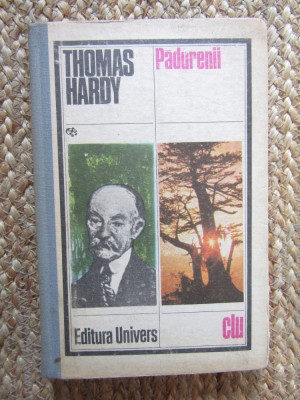 THOMAS
HARDY
Padurenii
Editura Univers
clu